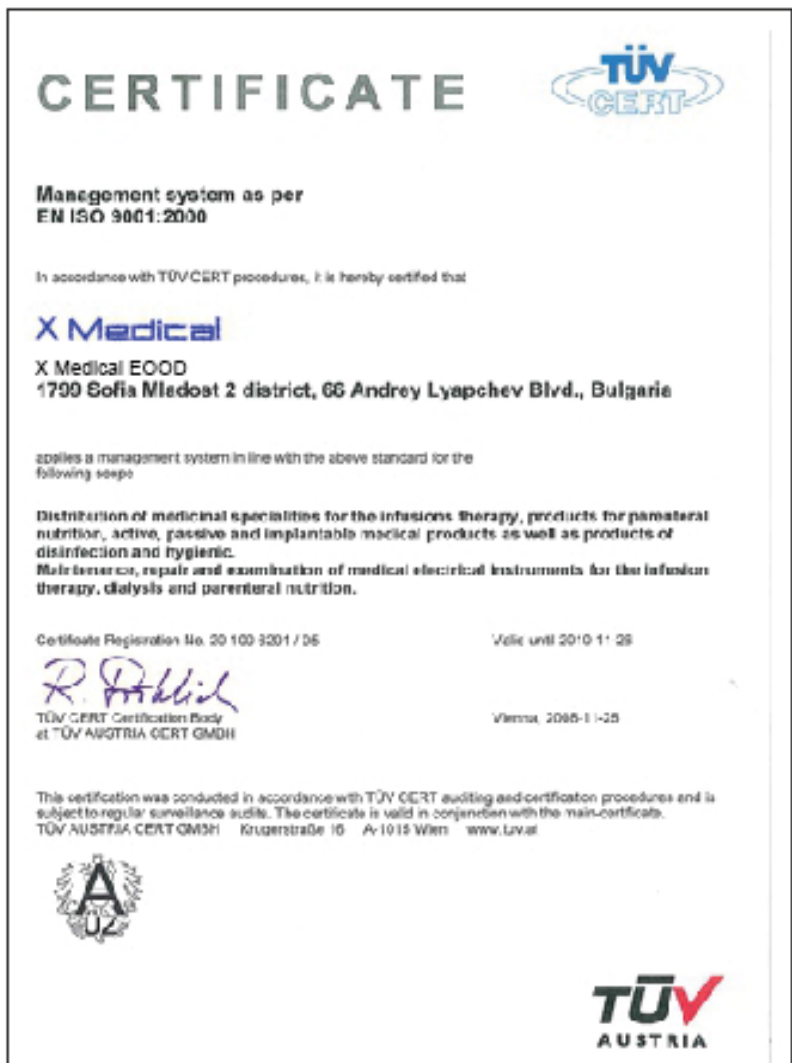 CERTIFICATE
TÜV
CERT
Management system as per
EN ISO 9001:2000
In accordance with TÜV CERT procedures, it is hereby certified that
X Medical
X Medical EOOD
1799 Sofia Mladost 2 district, 66 Andrey Lyapchev Blvd., Bulgaria
applies a management system in line with the above standard for the
following scope
Distribution of medicinal specialities for the infusions therapy, products for parenteral
nutrition, active, passive and implantable medical products as well as products of
disinfection and hygienic.
Maintenance, repair and examination of medical electrical instruments for the infusion
therapy, dialysis and parenteral nutrition.
Certificate Registration No. 20 100
Valid until
R. Fröhlich
TÜV CERT Certification Body
at TÜV AUSTRIA CERT GMBH
Vienna,
This certification was conducted in accordance with TÜV CERT auditing and certification procedures and is
subject to regular surveillance audits. The certificate is valid in conjunction with the main-certificate.
TÜV AUSTRIA CERT GMBH Krugerstraße 16 A-1015 Wien www.tuv.at
A
ÜZ
TÜV
AUSTRIA